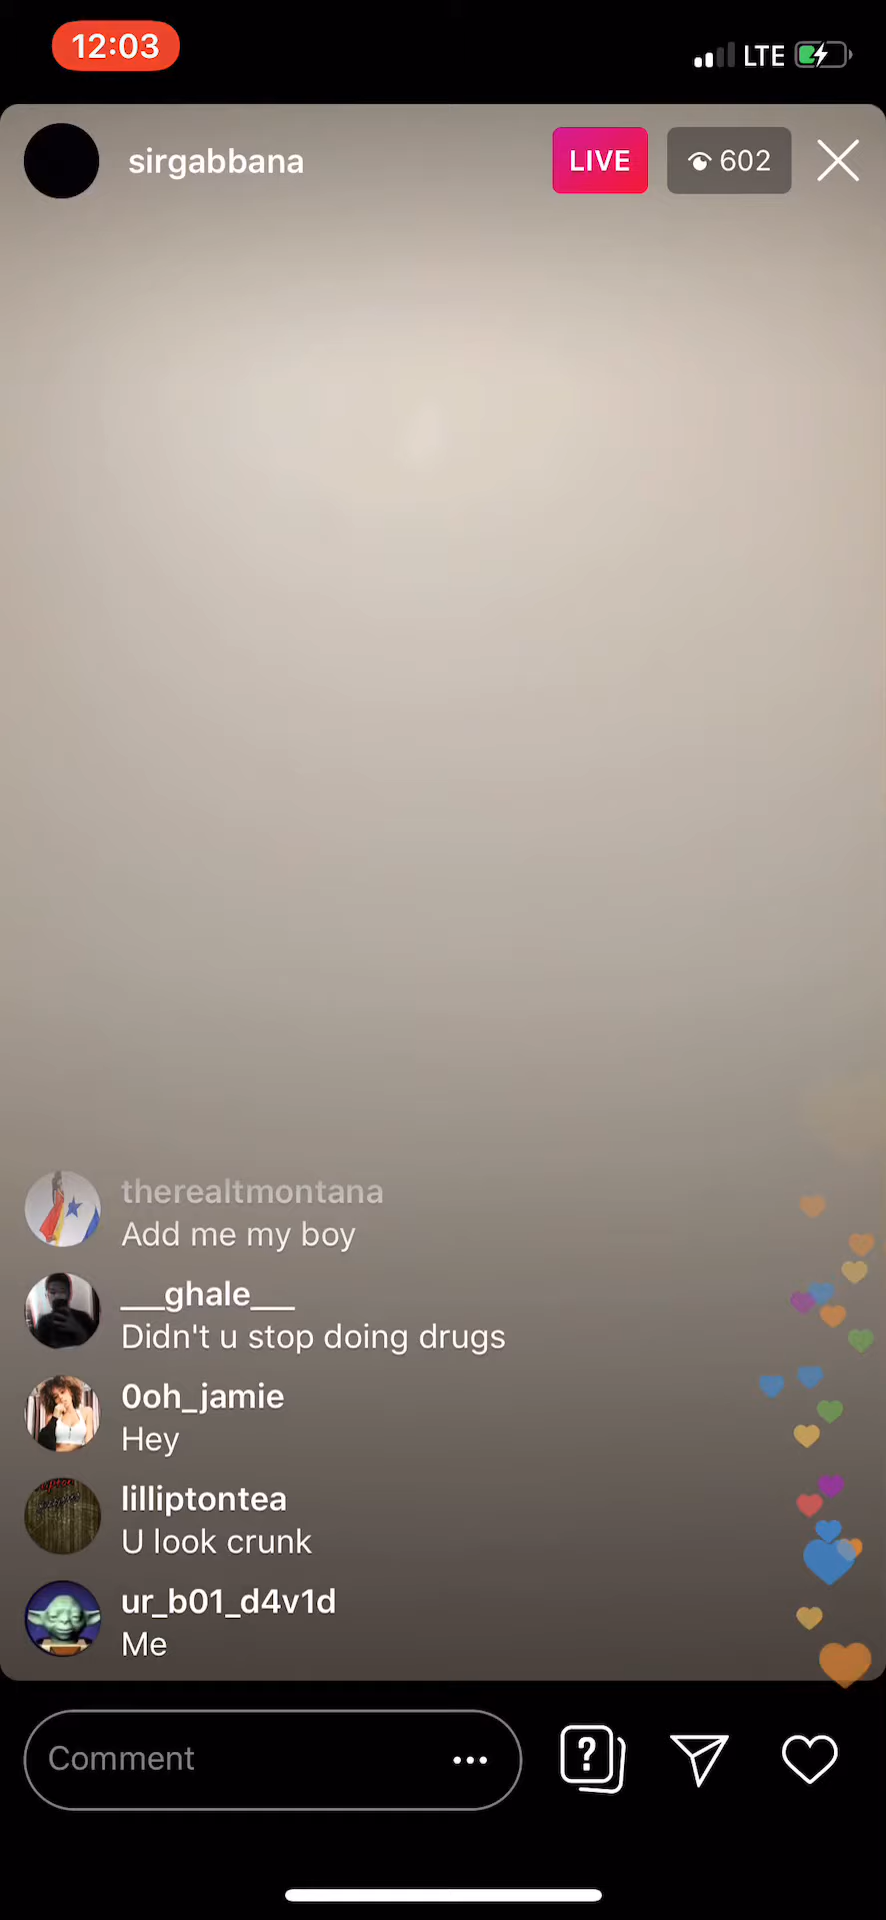 12:03
LTE
sirgabbana
LIVE
602
therealtmontana
Add me my boy
___ghale___
Didn't u stop doing drugs
0oh_jamie
Hey
lilliptontea
U look crunk
ur_b01_d4v1d
Me
Comment
?